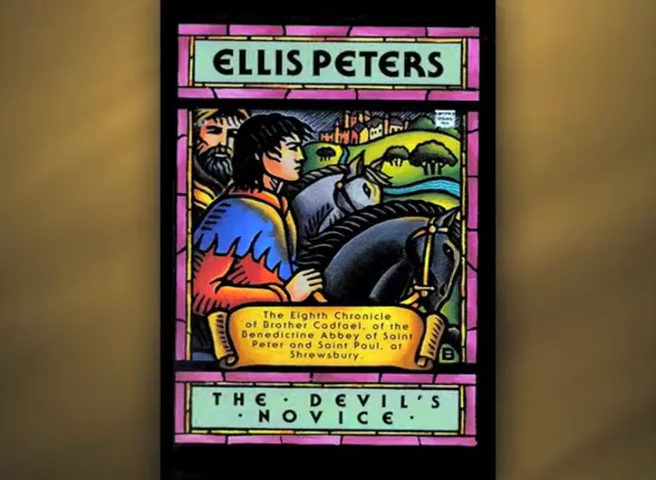 ELLIS PETERS
The Eighth Chronicle
of Brother Cadfael, of the
Benedictine Abbey of Saint
Peter and Saint Paul, at
Shrewsbury.
THE · DEVIL'S
· NOVICE ·